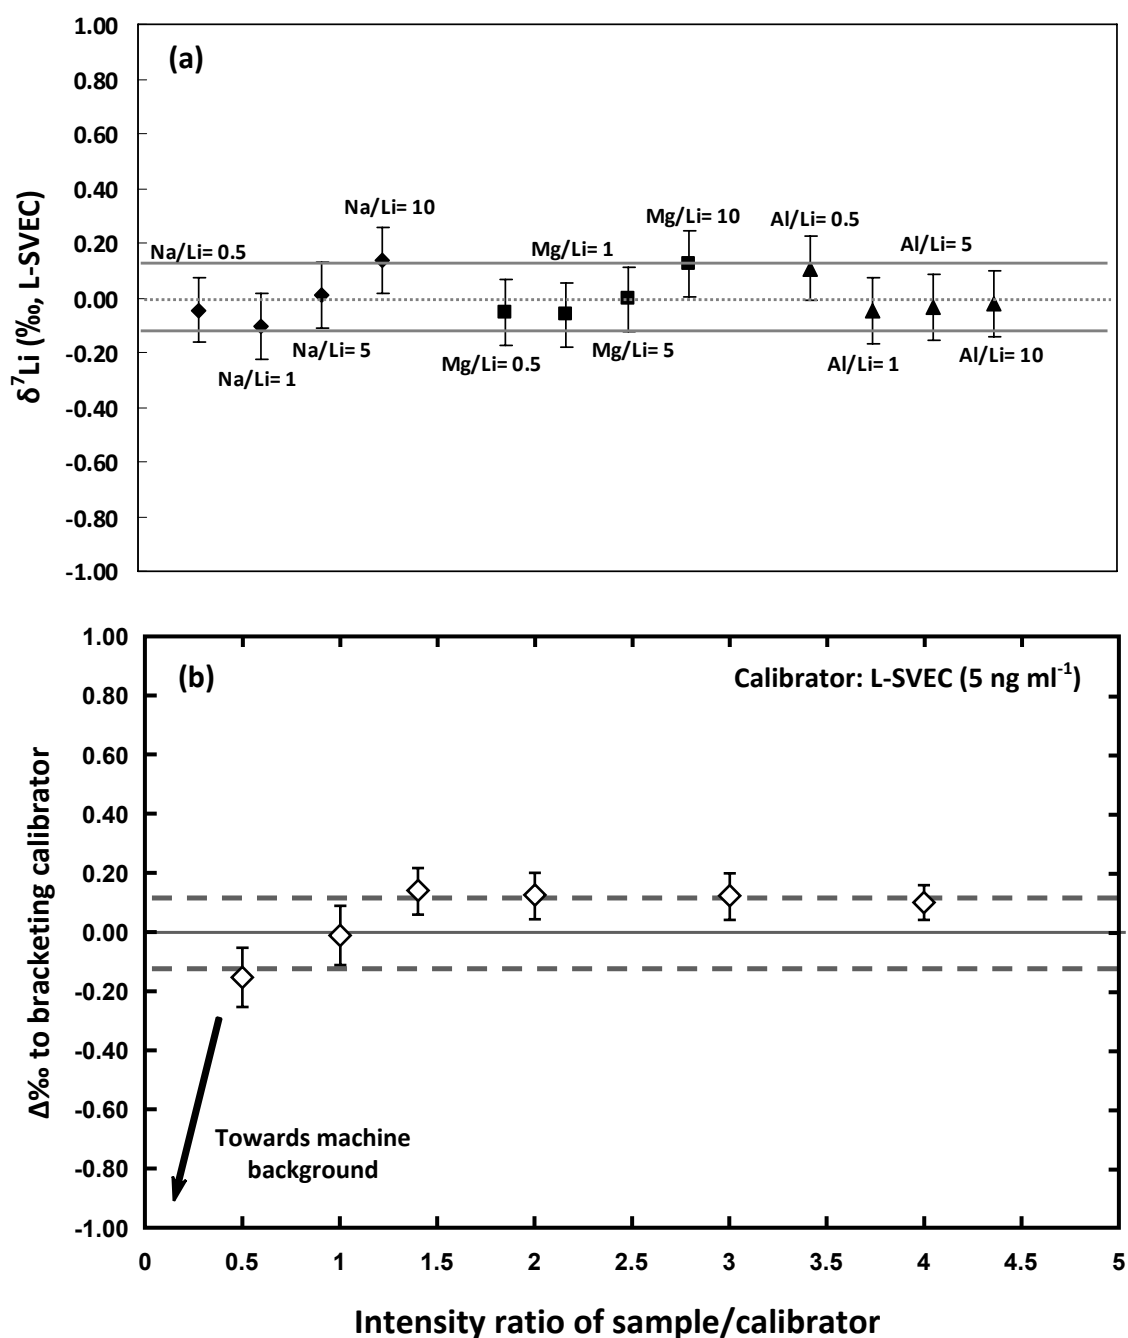 1.00
(a)
0.80
0.60
0.40
Na/Li= 10
Mg/Li= 10
Al/Li= 0.5
Na/Li= 0.5
Mg/Li= 1
Al/Li= 5
0.20
0.00
Na/Li= 5
Mg/Li= 0.5
Mg/Li= 5
Al/Li= 1
Al/Li= 10
Na/Li= 1
-0.20
-0.40
-0.60
-0.80
-1.00
δ⁷Li (‰, L-SVEC)
1.00
(b)
Calibrator: L-SVEC (5 ng ml⁻¹)
0.80
0.60
0.40
0.20
0.00
-0.20
-0.40
-0.60
Towards machine
background
-0.80
-1.00
Δ‰ to bracketing calibrator
0 0.5 1 1.5 2 2.5 3 3.5 4 4.5 5
Intensity ratio of sample/calibrator